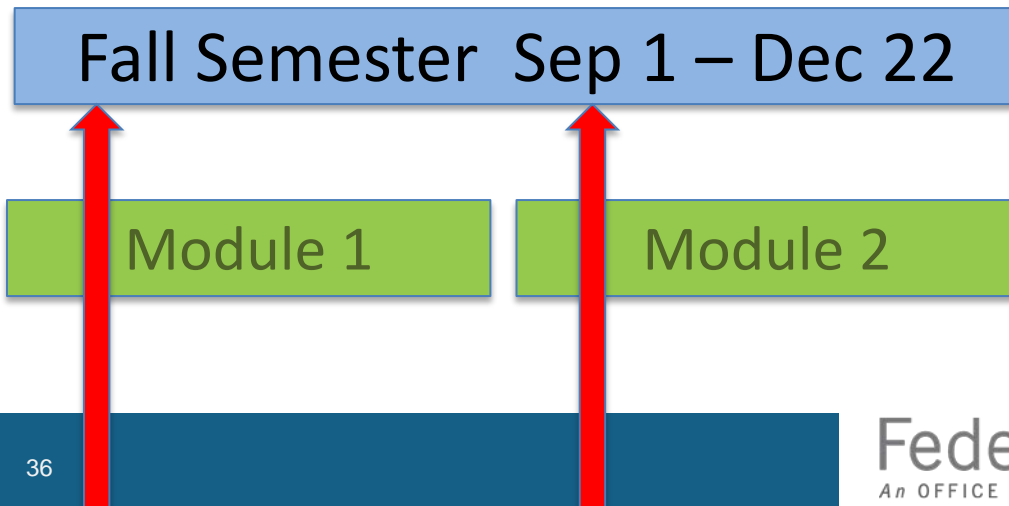 Fall Semester Sep 1 – Dec 22
Module 1
Module 2
36
Fede
An OFFICE